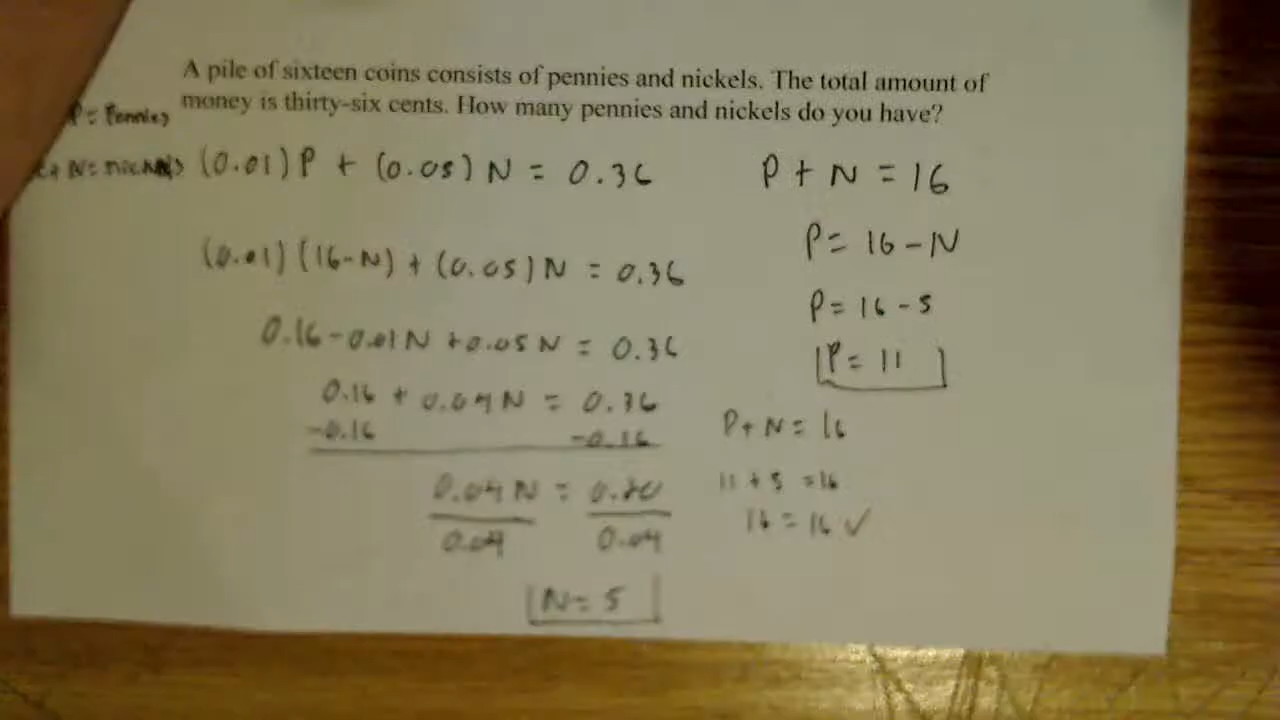 A pile of sixteen coins consists of pennies and nickels. The total amount of
money is thirty-six cents. How many pennies and nickels do you have?
P = Pennies
N = nickels
(0.01) P + (0.05) N = 0.36
(0.01) (16-N) + (0.05) N = 0.36
0.16 - 0.01 N + 0.05 N = 0.36
0.16 + 0.04 N = 0.36
-0.16 -0.16
0.04 N = 0.20
0.04 0.04
N = 5
P + N = 16
P = 16 - N
P = 16 - 5
P = 11
P + N = 16
11 + 5 = 16
16 = 16 ✓